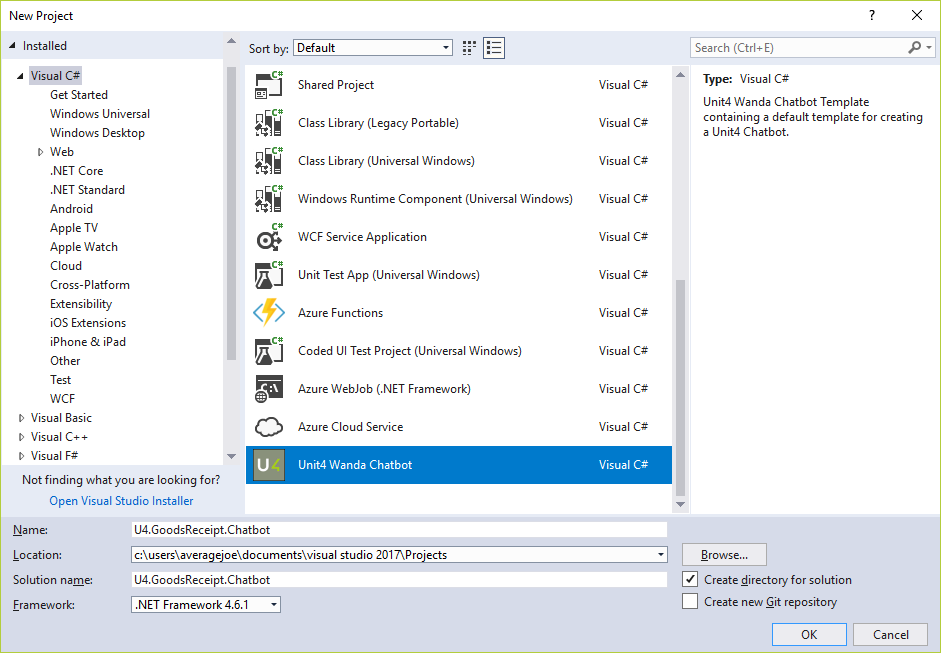 New Project
?
Installed
Sort by: Default
Search (Ctrl+E)
Visual C#
Get Started
Windows Universal
Windows Desktop
Web
.NET Core
.NET Standard
Android
Apple TV
Apple Watch
Cloud
Cross-Platform
Extensibility
iOS Extensions
iPhone & iPad
Other
Test
WCF
Visual Basic
Visual C++
Visual F#
Not finding what you are looking for?
Open Visual Studio Installer
C# Shared Project Visual C#
C# Class Library (Legacy Portable) Visual C#
C# Class Library (Universal Windows) Visual C#
C# Windows Runtime Component (Universal Windows) Visual C#
C# WCF Service Application Visual C#
C# Unit Test App (Universal Windows) Visual C#
Azure Functions Visual C#
C# Coded UI Test Project (Universal Windows) Visual C#
C:\ Azure WebJob (.NET Framework) Visual C#
Azure Cloud Service Visual C#
U4 Unit4 Wanda Chatbot Visual C#
Type: Visual C#
Unit4 Wanda Chatbot Template
containing a default template for creating
a Unit4 Chatbot.
Name: U4.GoodsReceipt.Chatbot
Location: c:\users\averagejoe\documents\visual studio 2017\Projects
Browse...
Solution name: U4.GoodsReceipt.Chatbot
Create directory for solution
Framework: .NET Framework 4.6.1
Create new Git repository
OK
Cancel